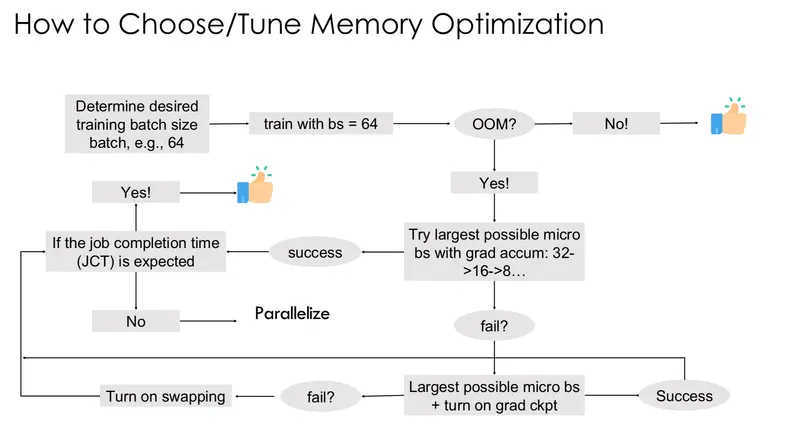 How to Choose/Tune Memory Optimization
Determine desired
training batch size
batch, e.g., 64
train with bs = 64
OOM?
No!
Yes!
Yes!
If the job completion time
(JCT) is expected
success
Try largest possible micro
bs with grad accum: 32-
>16->8…
No
Parallelize
fail?
Turn on swapping
fail?
Largest possible micro bs
+ turn on grad ckpt
Success